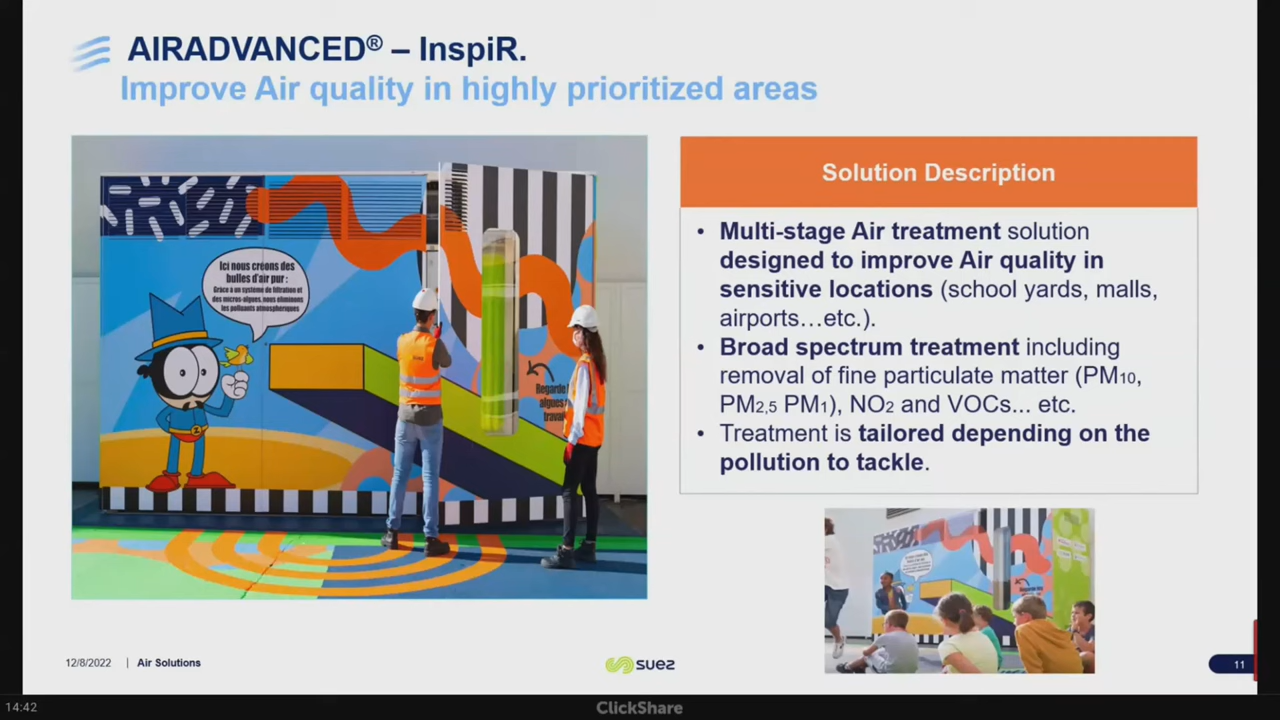 AIRADVANCED® – InspiR.
Improve Air quality in highly prioritized areas
Ici nous créons des
bulles d'air pur :
Grâce à un système de filtration et
des micro-algues, nous éliminons
les polluants atmosphériques
Regarde
algues
travai
Solution Description
• Multi-stage Air treatment solution
designed to improve Air quality in
sensitive locations (school yards, malls,
airports…etc.).
• Broad spectrum treatment including
removal of fine particulate matter (PM10,
PM2,5 PM1), NO2 and VOCs... etc.
• Treatment is tailored depending on the
pollution to tackle.
12/8/2022 | Air Solutions
suez
11
14:42
ClickShare